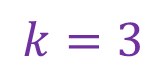 k = 3